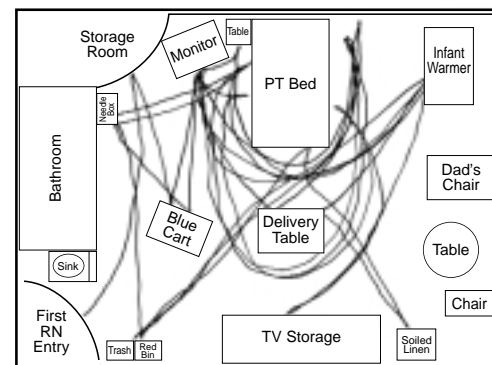 Storage
Room
Monitor
Table
PT Bed
Infant
Warmer
Needle
Box
Bathroom
Dad's
Chair
Blue
Cart
Delivery
Table
Table
Sink
Chair
First
RN
Entry
Trash
Red
Bin
TV Storage
Soiled
Linen